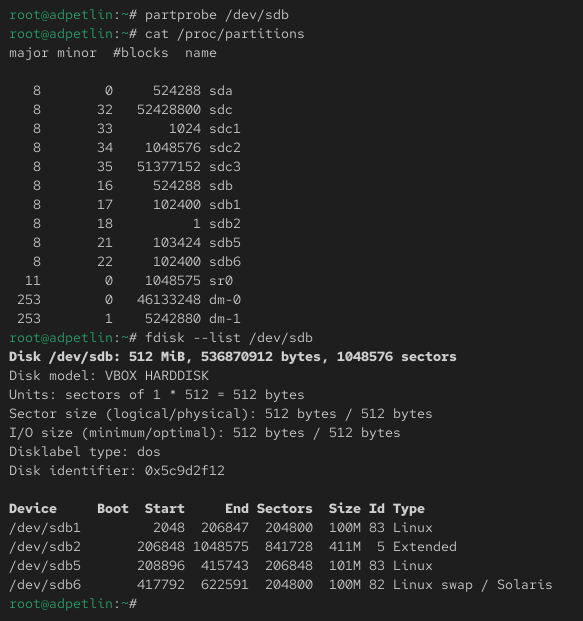 root@adpetlin:~# partprobe /dev/sdb
root@adpetlin:~# cat /proc/partitions
major minor  #blocks  name

   8        0     524288 sda
   8       32   52428800 sdc
   8       33       1024 sdc1
   8       34    1048576 sdc2
   8       35   51377152 sdc3
   8       16     524288 sdb
   8       17     102400 sdb1
   8       18          1 sdb2
   8       21     103424 sdb5
   8       22     102400 sdb6
  11        0    1048575 sr0
 253        0   46133248 dm-0
 253        1    5242880 dm-1
root@adpetlin:~# fdisk --list /dev/sdb
Disk /dev/sdb: 512 MiB, 536870912 bytes, 1048576 sectors
Disk model: VBOX HARDDISK
Units: sectors of 1 * 512 = 512 bytes
Sector size (logical/physical): 512 bytes / 512 bytes
I/O size (minimum/optimal): 512 bytes / 512 bytes
Disklabel type: dos
Disk identifier: 0x5c9d2f12

Device     Boot  Start     End Sectors  Size Id Type
/dev/sdb1         2048  206847  204800  100M 83 Linux
/dev/sdb2       206848 1048575  841728  411M  5 Extended
/dev/sdb5       208896  415743  206848  101M 83 Linux
/dev/sdb6       417792  622591  204800  100M 82 Linux swap / Solaris
root@adpetlin:~#